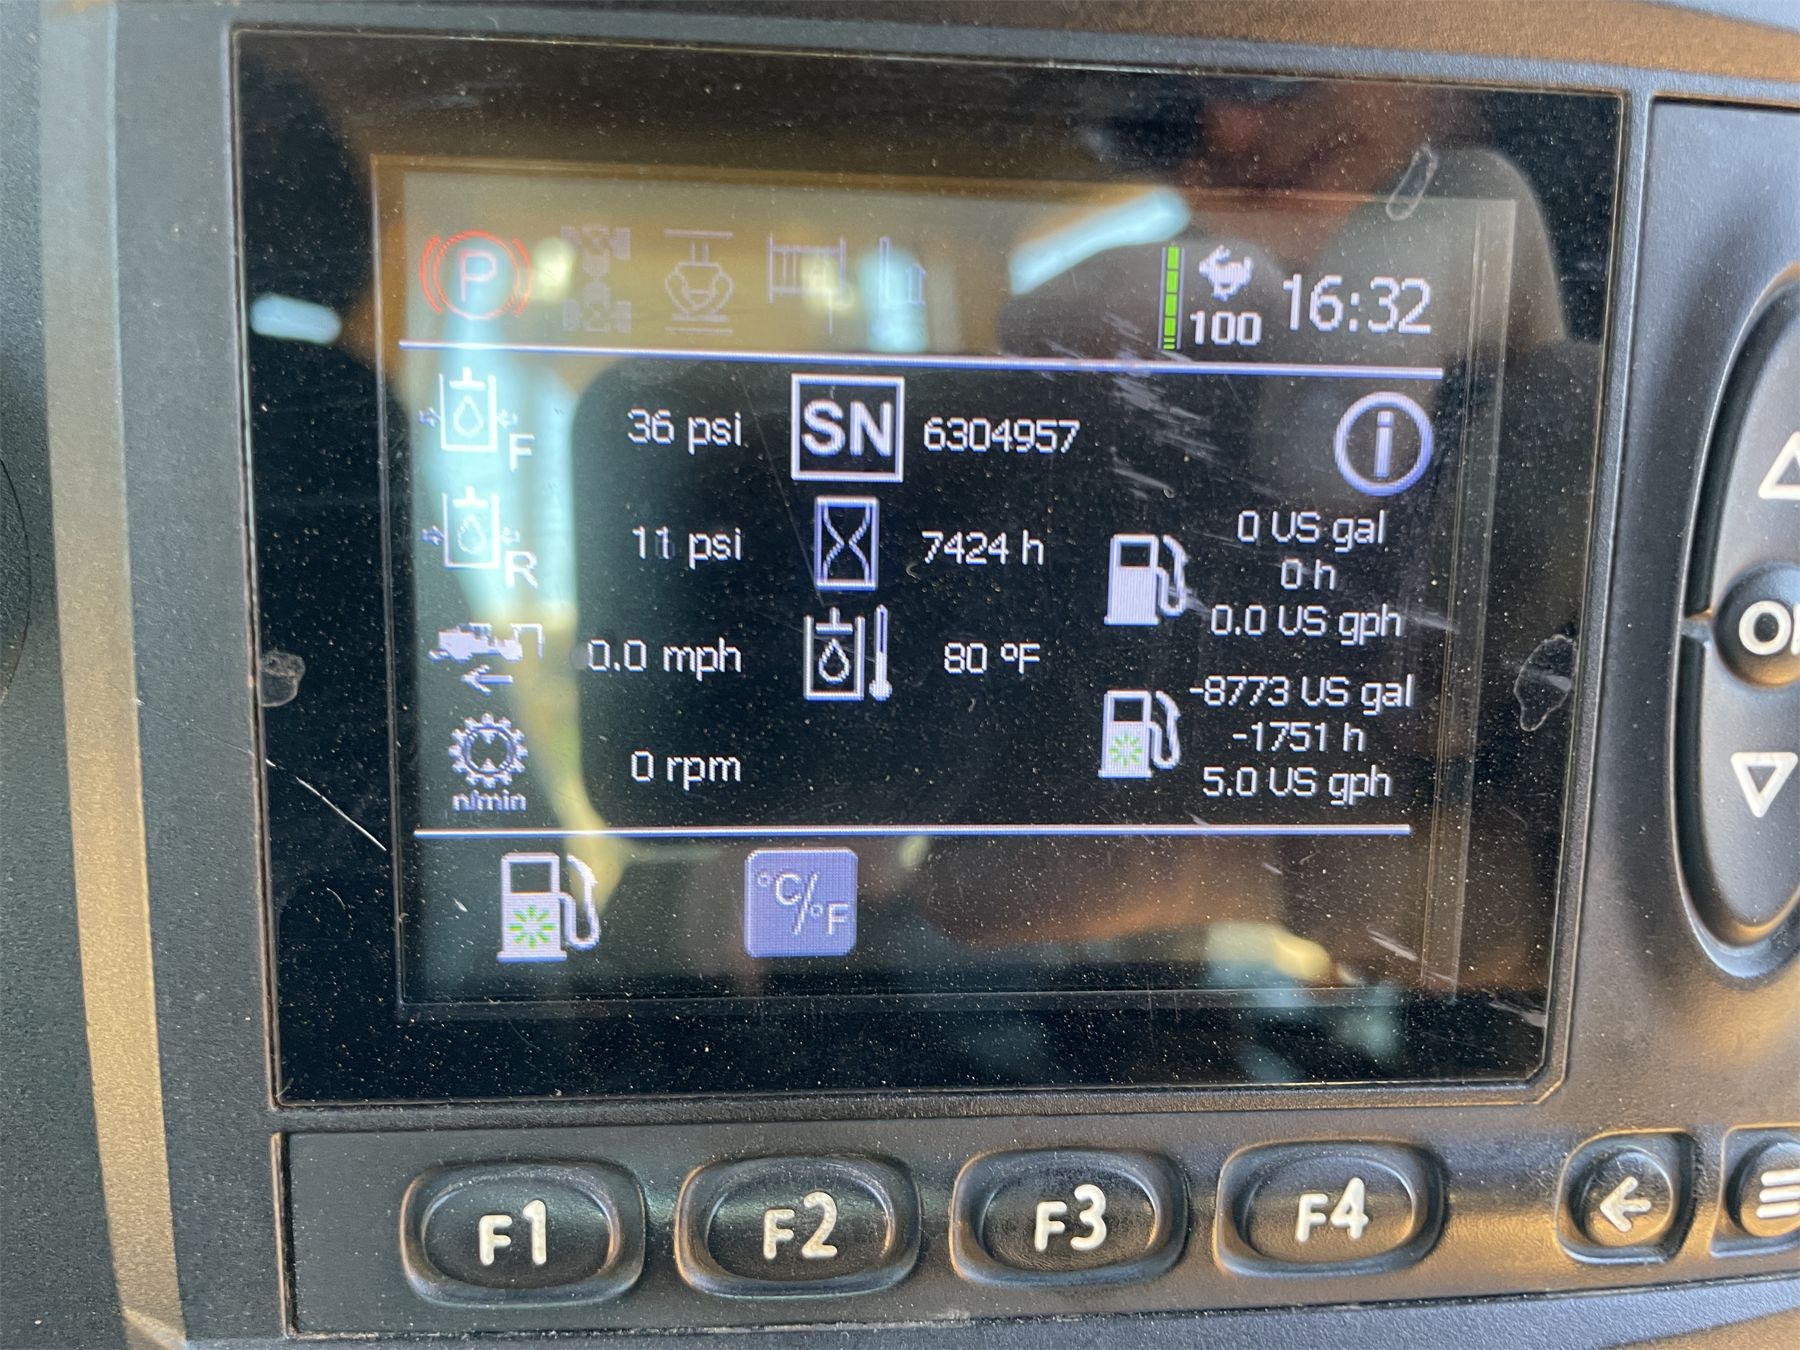 P
100
16:32
F
36 psi
SN
6304957
R
11 psi
7424 h
0 US gal
0 h
0.0 US gph
0.0 mph
80 ºF
-8773 US gal
-1751 h
5.0 US gph
n/min
0 rpm
°C/°F
F1
F2
F3
F4